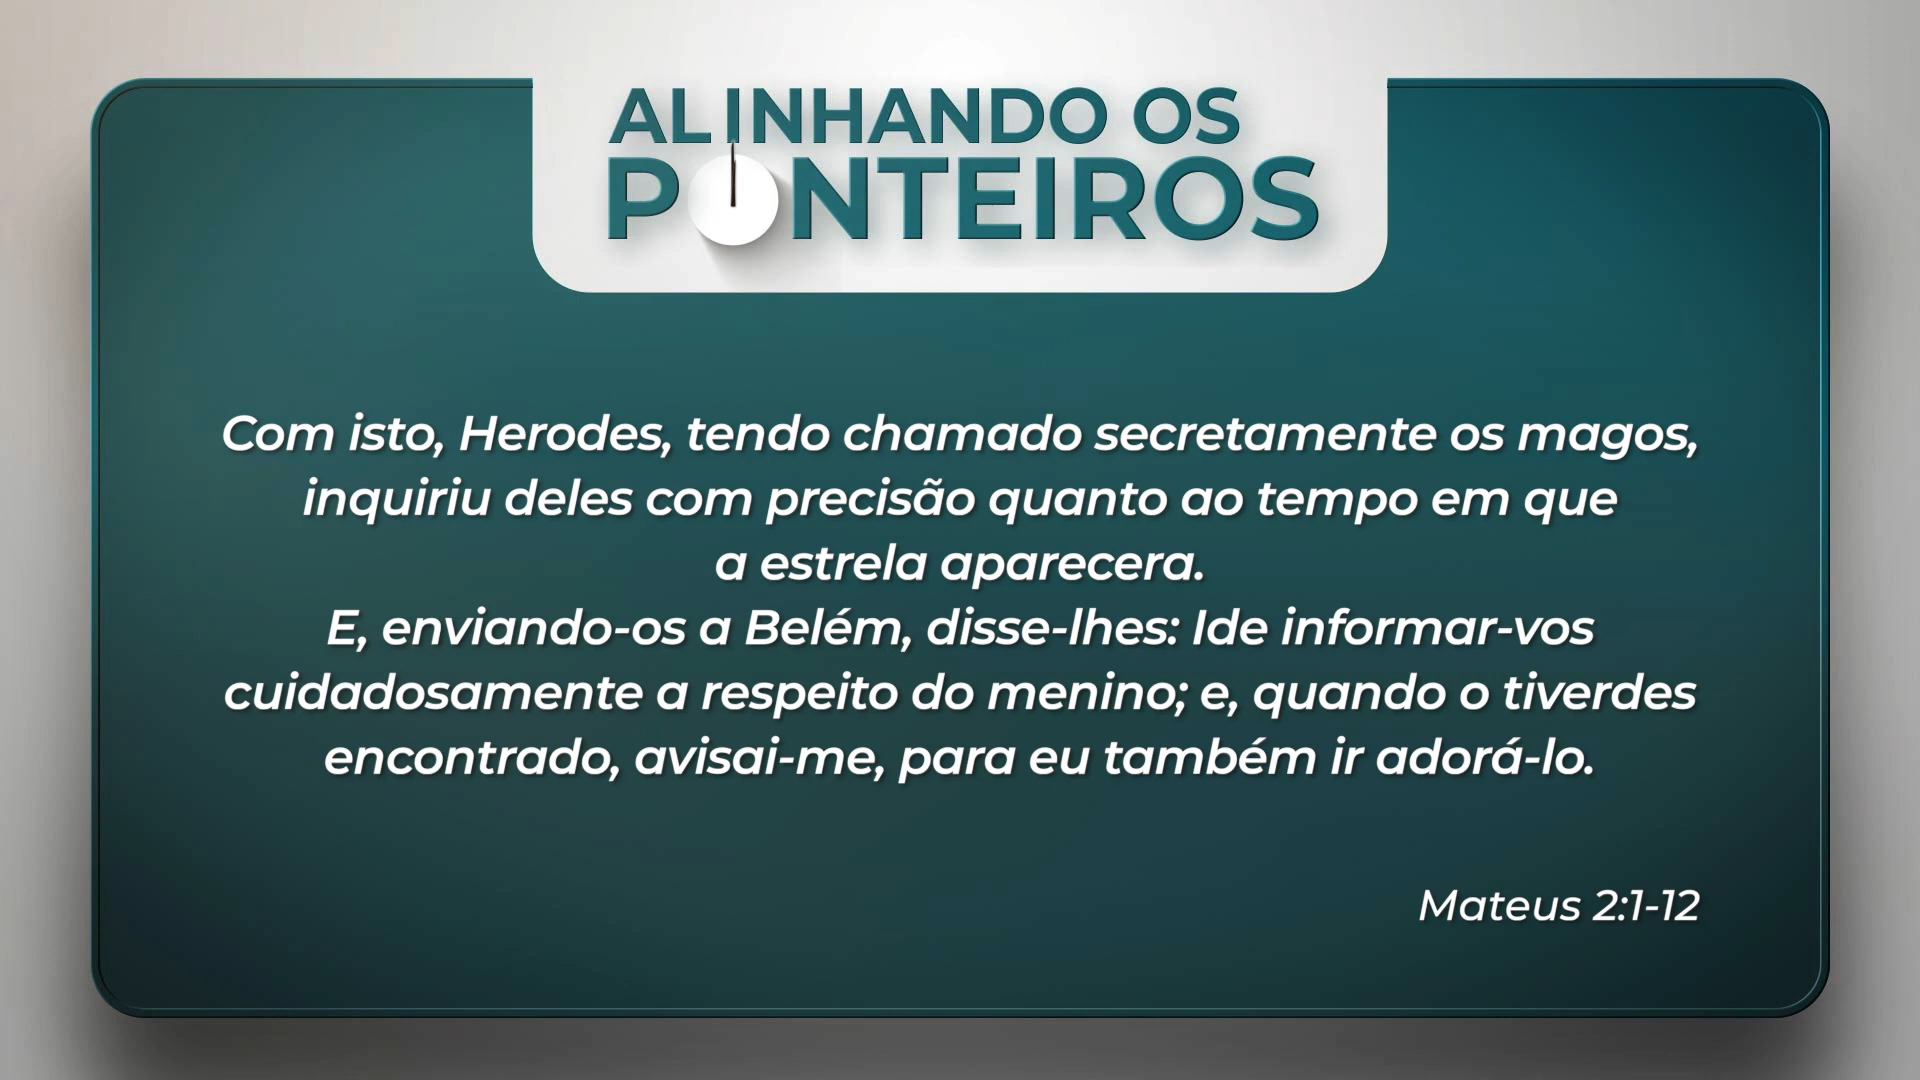 ALINHANDO OS
PONTEIROS
Com isto, Herodes, tendo chamado secretamente os magos,
inquiriu deles com precisão quanto ao tempo em que
a estrela aparecera.
E, enviando-os a Belém, disse-lhes: Ide informar-vos
cuidadosamente a respeito do menino; e, quando o tiverdes
encontrado, avisai-me, para eu também ir adorá-lo.
Mateus 2:1-12